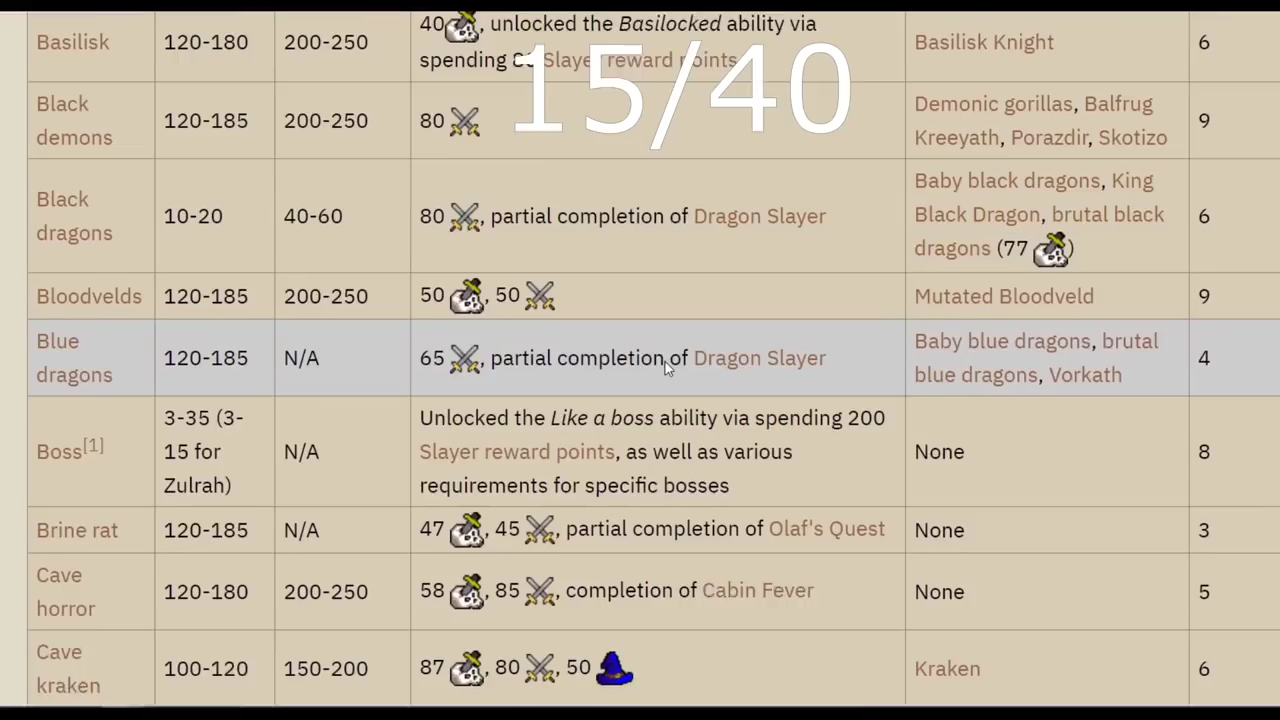 Basilisk 120-180 200-250 40 , unlocked the Basilocked ability via
spending 80 Slayer reward points Basilisk Knight 6
15/40
Black
demons 120-185 200-250 80 Demonic gorillas, Balfrug
Kreeyath, Porazdir, Skotizo 9
Black
dragons 10-20 40-60 80 , partial completion of Dragon Slayer Baby black dragons, King
Black Dragon, brutal black
dragons (77 ) 6
Bloodvelds 120-185 200-250 50 , 50 Mutated Bloodveld 9
Blue
dragons 120-185 N/A 65 , partial completion of Dragon Slayer Baby blue dragons, brutal
blue dragons, Vorkath 4
Boss[1] 3-35 (3-
15 for
Zulrah) N/A Unlocked the Like a boss ability via spending 200
Slayer reward points, as well as various
requirements for specific bosses None 8
Brine rat 120-185 N/A 47 , 45 , partial completion of Olaf's Quest None 3
Cave
horror 120-180 200-250 58 , 85 , completion of Cabin Fever None 5
Cave
kraken 100-120 150-200 87 , 80 , 50 Kraken 6